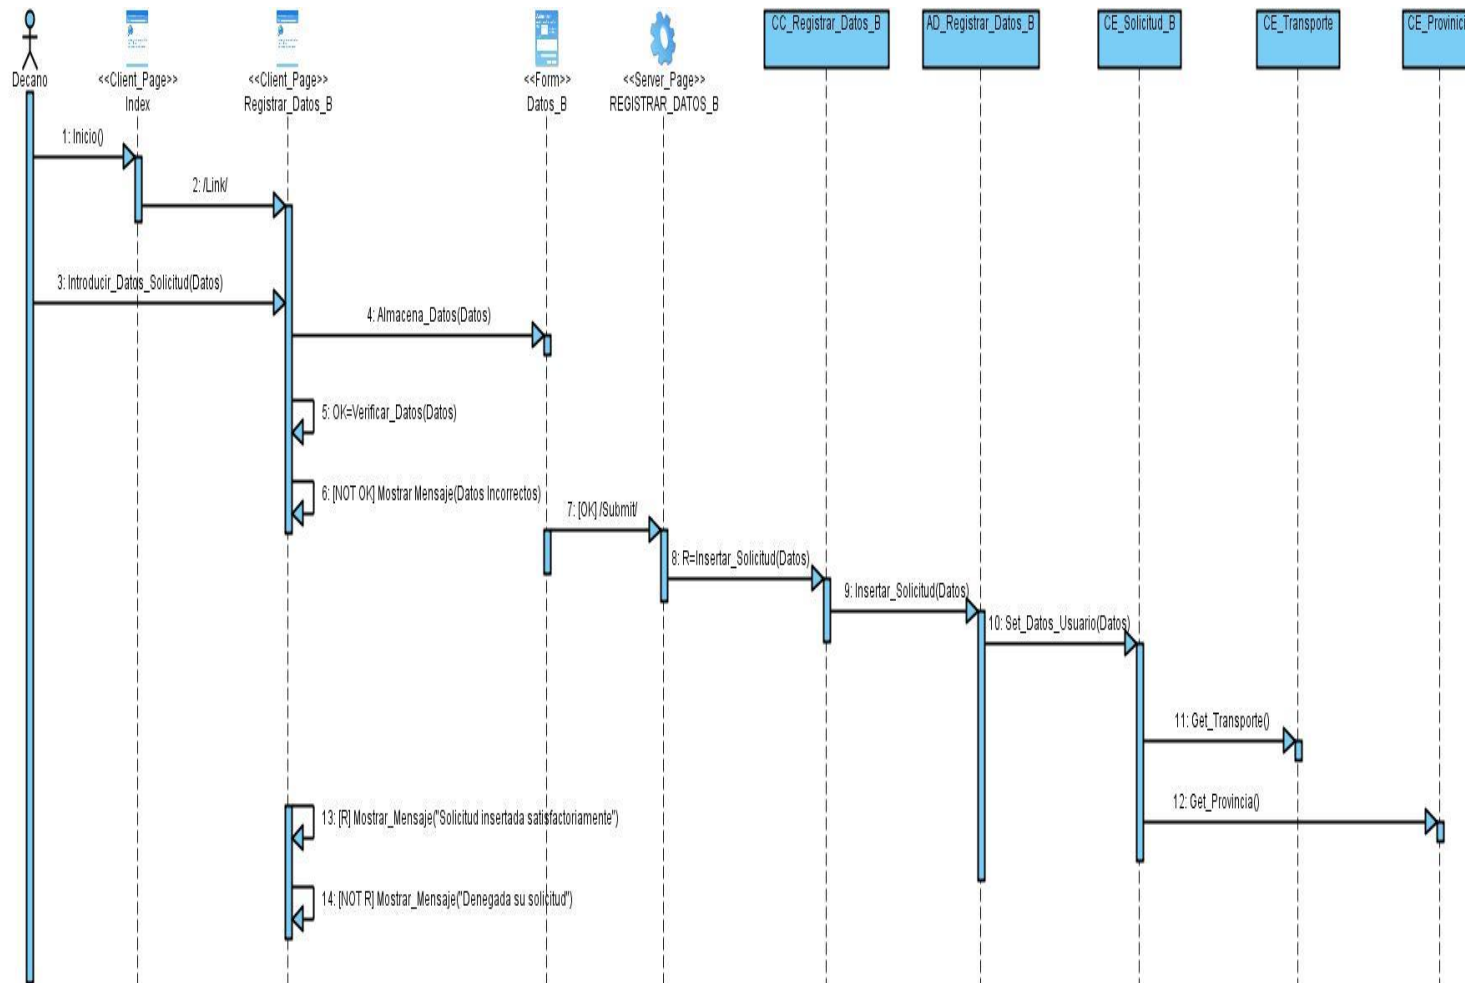 CC_Registrar_Datos_B
AD_Registrar_Datos_B
CE_Solicitud_B
CE_Transporte
CE_Provinici
Decano
<<Client_Page>>
Index
<<Client_Page>>
Registrar_Datos_B
<<Form>>
Datos_B
<<Server_Page>>
REGISTRAR_DATOS_B
1: Inicio()
2: /Link/
3: Introducir_Datos_Solicitud(Datos)
4: Almacena_Datos(Datos)
5: OK=Verificar_Datos(Datos)
6: [NOT OK] Mostrar Mensaje(Datos Incorrectos)
7: [OK] /Submit/
8: R=Insertar_Solicitud(Datos)
9: Insertar_Solicitud(Datos)
10: Set_Datos_Usuario(Datos)
11: Get_Transporte()
12: Get_Provincia()
13: [R] Mostrar_Mensaje("Solicitud insertada satisfactoriamente")
14: [NOT R] Mostrar_Mensaje("Denegada su solicitud")